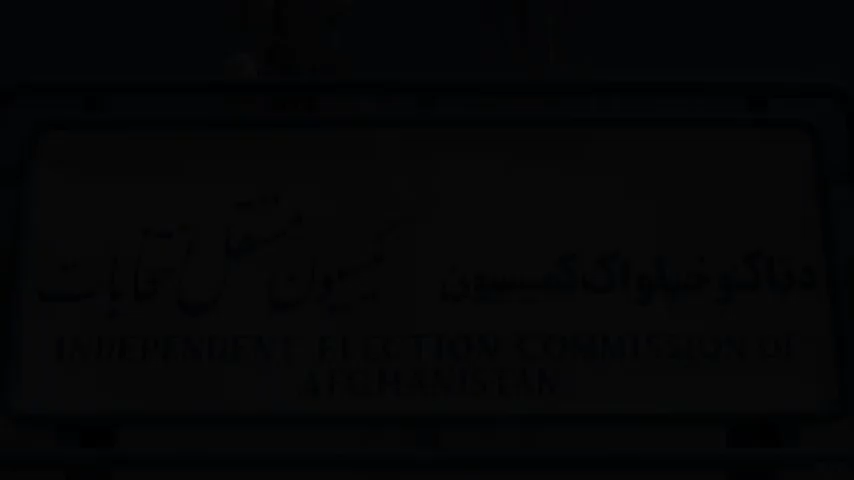 کمیسیون مستقل انتخابات
د ټاکنو خپلواک کمیسیون
INDEPENDENT ELECTION COMMISSION OF
AFGHANISTAN